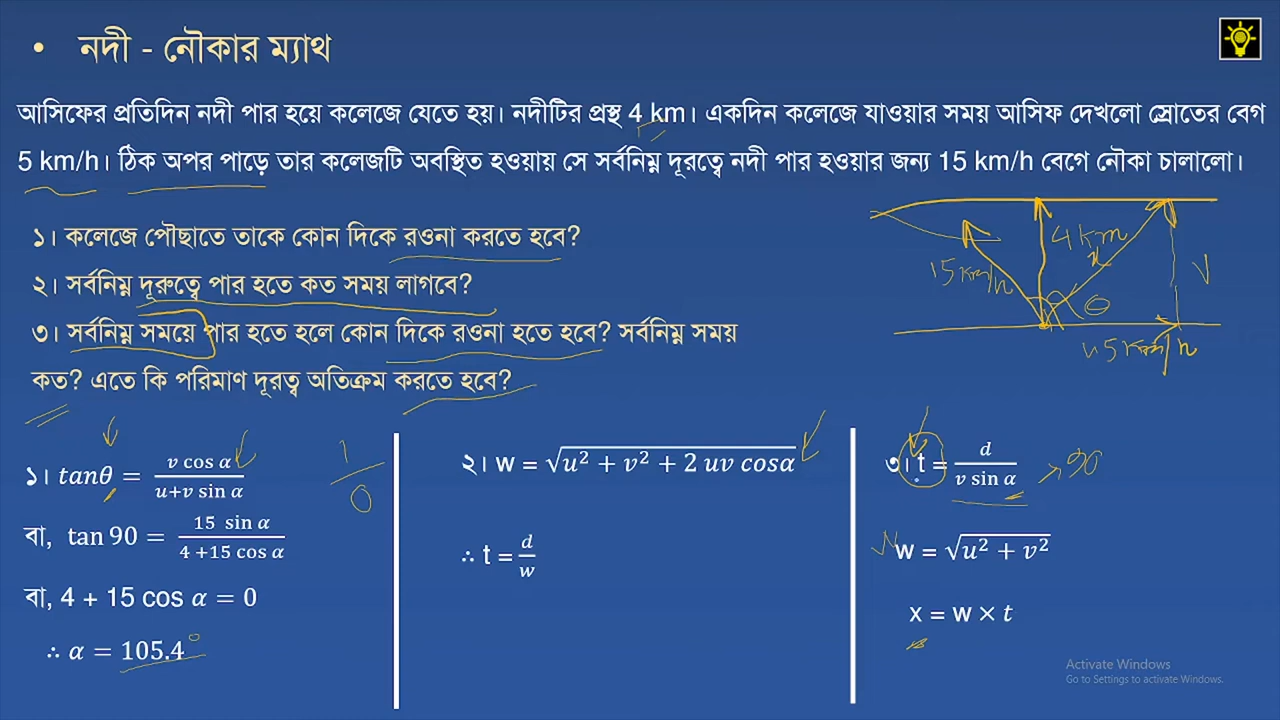 • নদী - নৌকার ম্যাথ
আসিফের প্রতিদিন নদী পার হয়ে কলেজে যেতে হয়। নদীটির প্রস্থ 4 km। একদিন কলেজে যাওয়ার সময় আসিফ দেখলো স্রোতের বেগ
5 km/h। ঠিক অপর পাড়ে তার কলেজটি অবস্থিত হওয়ায় সে সর্বনিম্ন দূরত্বে নদী পার হওয়ার জন্য 15 km/h বেগে নৌকা চালালো।
১। কলেজে পৌছাতে তাকে কোন দিকে রওনা করতে হবে?
২। সর্বনিম্ন দূরুত্বে পার হতে কত সময় লাগবে?
৩। সর্বনিম্ন সময়ে পার হতে হলে কোন দিকে রওনা হতে হবে? সর্বনিম্ন সময়
কত? এতে কি পরিমাণ দূরত্ব অতিক্রম করতে হবে?
4 km
x
15 km/h
θ
v
১। tanθ = v cos α / u+v sin α
1/0
বা, tan 90 = 15 sin α / 4 +15 cos α
বা, 4 + 15 cos α = 0
∴ α = 105.4°
২। w = √u² + v² + 2 uv cosα
∴ t = d/w
৩। t = d / v sin α → 90
w = √u² + v²
x = w × t
Activate Windows
Go to Settings to activate Windows.